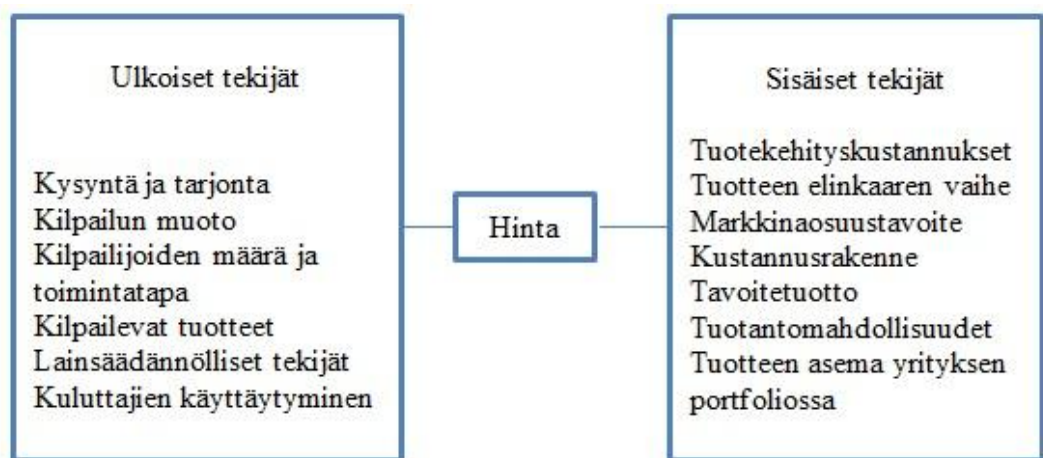 Ulkoiset tekijät
Kysyntä ja tarjonta
Kilpailun muoto
Kilpailijoiden määrä ja
toimintatapa
Kilpailevat tuotteet
Lainsäädännölliset tekijät
Kuluttajien käyttäytyminen
Hinta
Sisäiset tekijät
Tuotekehityskustannukset
Tuotteen elinkaaren vaihe
Markkinaosuustavoite
Kustannusrakenne
Tavoitetuotto
Tuotantomahdollisuudet
Tuotteen asema yrityksen
portfoliossa